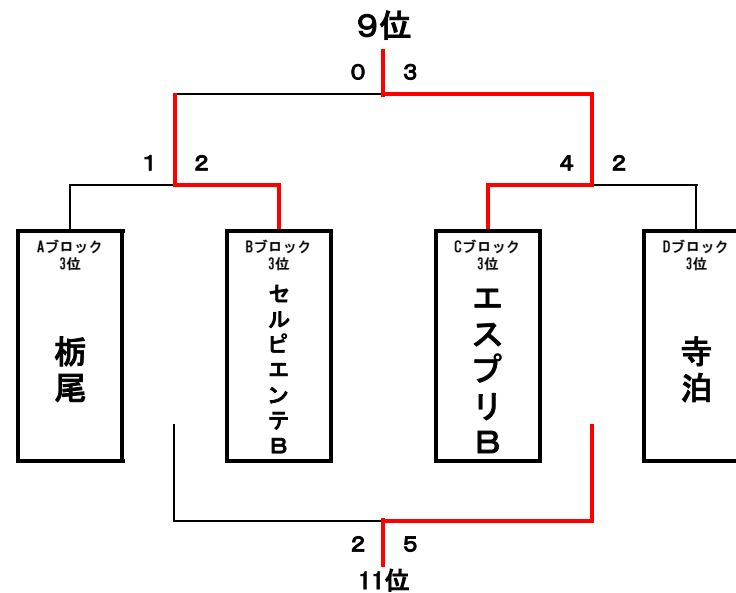 9位
0 3
1 2
4 2
Aブロック
3位
栃尾
Bブロック
3位
セルピエンテB
Cブロック
3位
エスプリB
Dブロック
3位
寺泊
2 5
11位